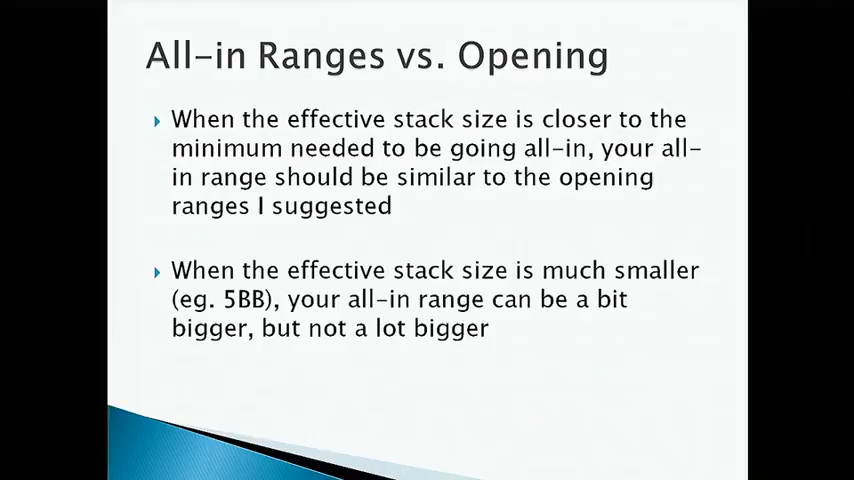 All-in Ranges vs. Opening
When the effective stack size is closer to the
minimum needed to be going all-in, your all-
in range should be similar to the opening
ranges I suggested
When the effective stack size is much smaller
(eg. 5BB), your all-in range can be a bit
bigger, but not a lot bigger